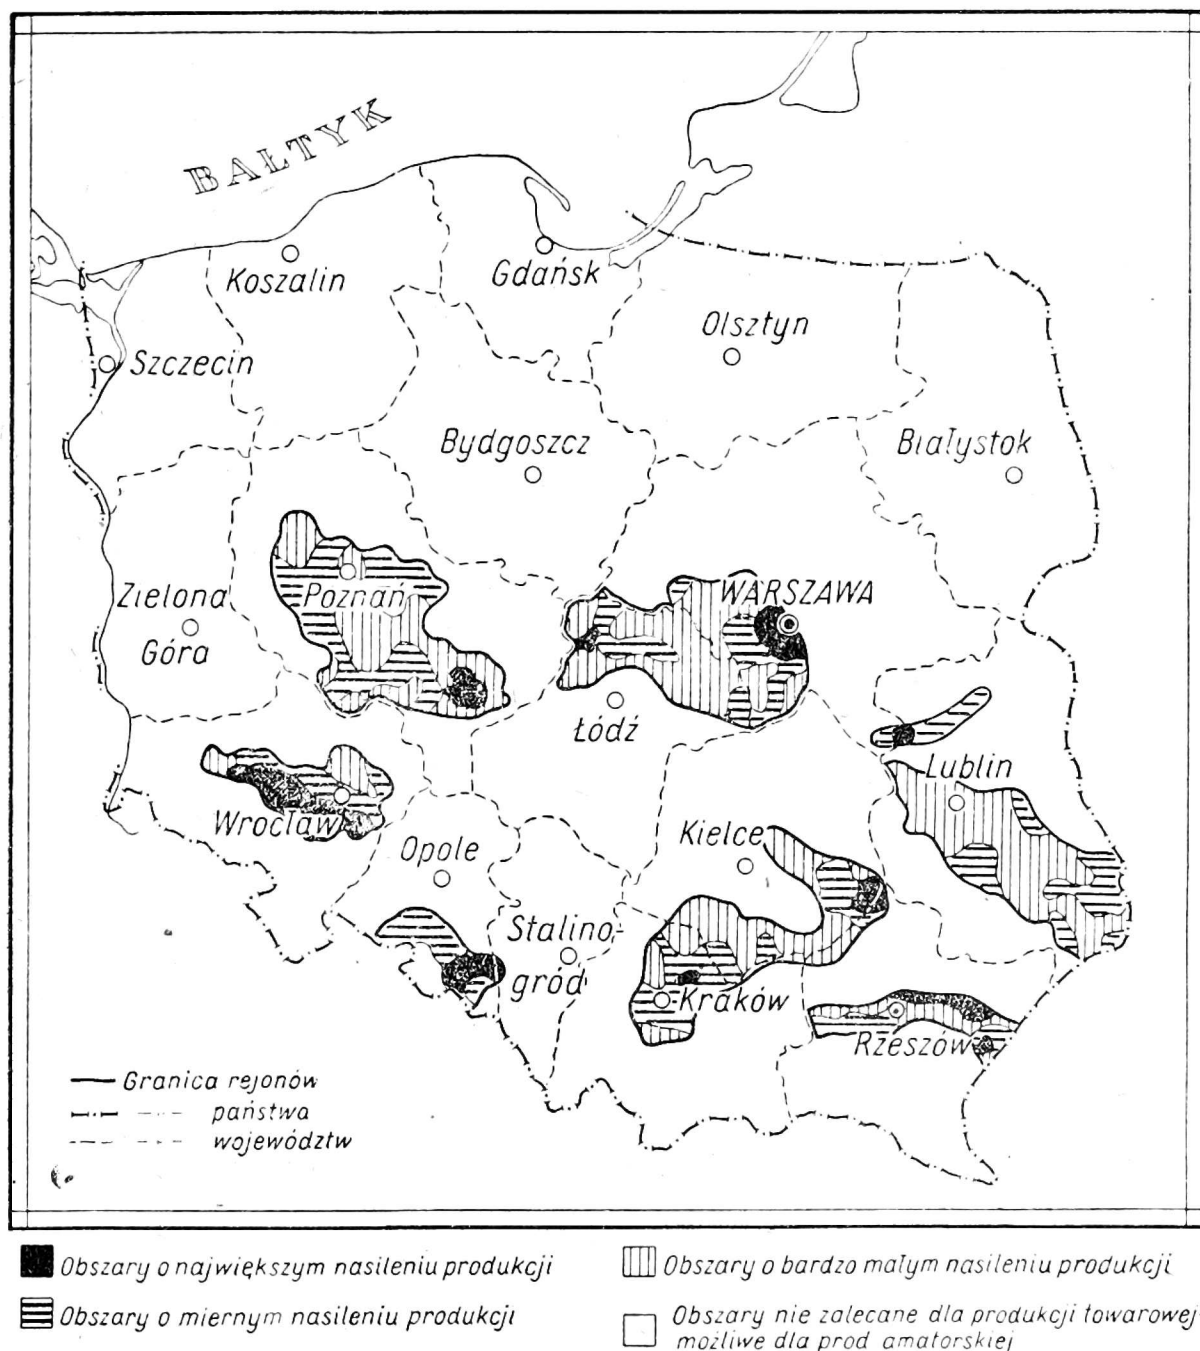 BAŁTYK
Koszalin
Gdańsk
Olsztyn
Szczecin
Bydgoszcz
Białystok
Zielona
Góra
Poznań
WARSZAWA
Łódź
Lublin
Wrocław
Opole
Kielce
Stalino-
gród
Kraków
Rzeszów
Granica rejonów
państwa
województw
Obszary o największym nasileniu produkcji
Obszary o miernym nasileniu produkcji
Obszary o bardzo małym nasileniu produkcji
Obszary nie zalecane dla produkcji towarowej-
możliwe dla prod amatorskiej